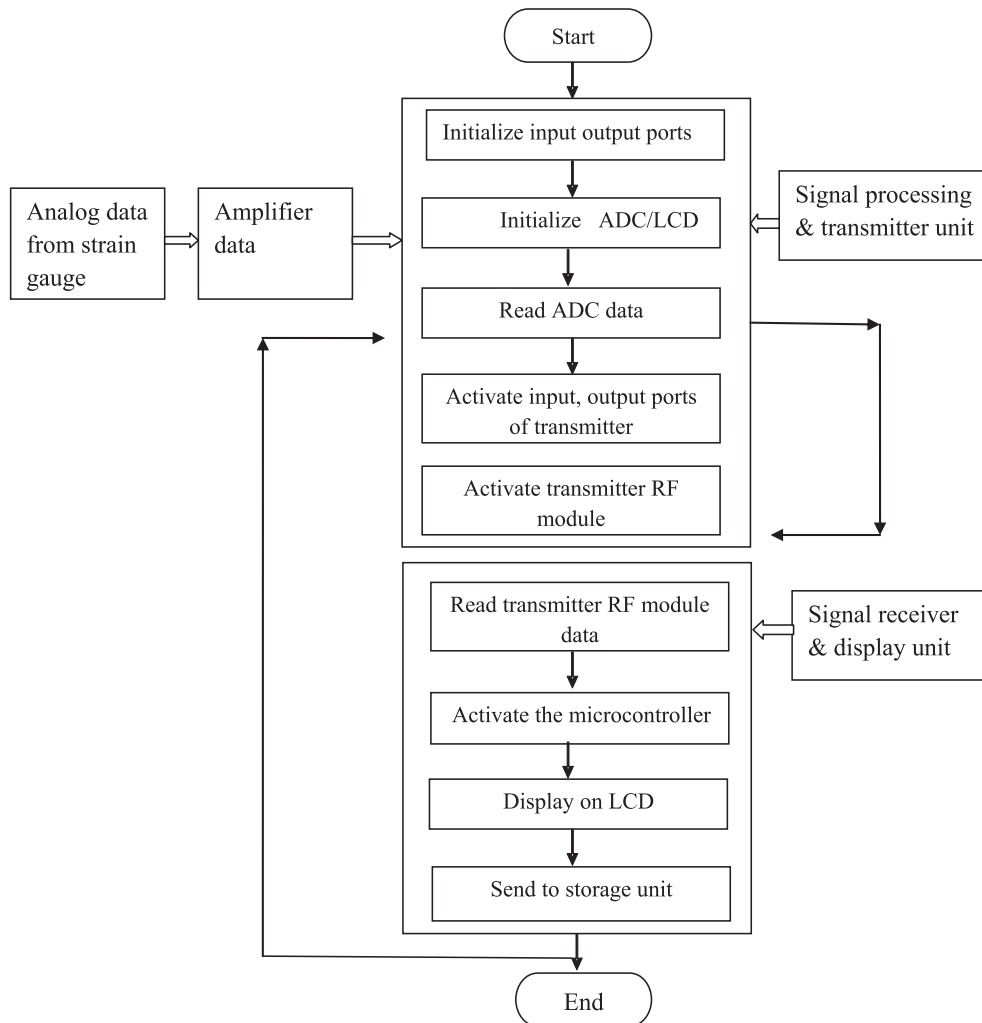 Start
Initialize input output ports
Analog data
from strain
gauge
Amplifier
data
Initialize ADC/LCD
Signal processing
& transmitter unit
Read ADC data
Activate input, output ports
of transmitter
Activate transmitter RF
module
Read transmitter RF module
data
Signal receiver
& display unit
Activate the microcontroller
Display on LCD
Send to storage unit
End